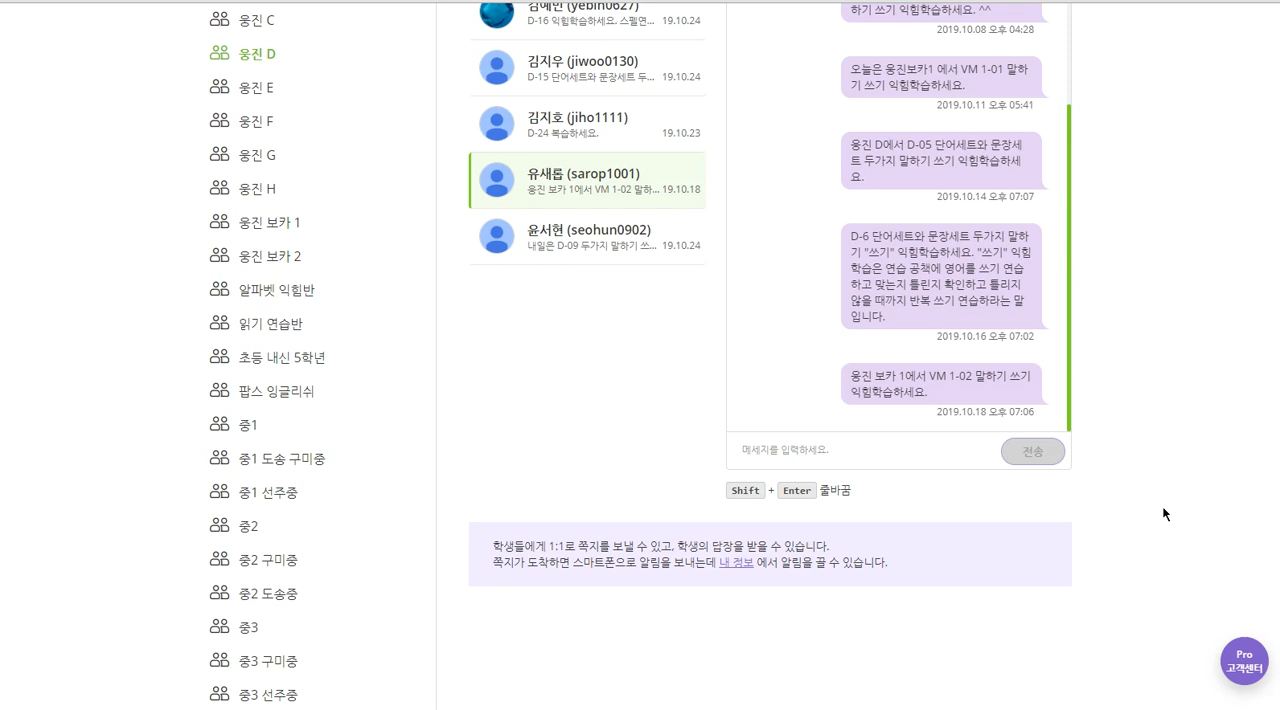 웅진 C
웅진 D
웅진 E
웅진 F
웅진 G
웅진 H
웅진 보카 1
웅진 보카 2
알파벳 익힘반
읽기 연습반
초등 내신 5학년
팝스 잉글리쉬
중1
중1 도송 구미중
중1 선주중
중2
중2 구미중
중2 도송중
중3
중3 구미중
중3 선주중
김예빈 (yebin0627)
D-16 익힘학습하세요. 스펠연... 19.10.24
김지우 (jiwoo0130)
D-15 단어세트와 문장세트 두... 19.10.24
김지호 (jiho1111)
D-24 복습하세요. 19.10.23
유새롭 (sarop1001)
웅진 보카 1에서 VM 1-02 말하... 19.10.18
윤서현 (seohun0902)
내일은 D-09 두가지 말하기 쓰... 19.10.24
하기 쓰기 익힘학습하세요. ^^
2019.10.08 오후 04:28
오늘은 웅진보카1 에서 VM 1-01 말하
기 쓰기 익힘학습하세요.
2019.10.11 오후 05:41
웅진 D에서 D-05 단어세트와 문장세
트 두가지 말하기 쓰기 익힘학습하세
요.
2019.10.14 오후 07:07
D-6 단어세트와 문장세트 두가지 말하
기 "쓰기" 익힘학습하세요. "쓰기" 익힘
학습은 연습 공책에 영어를 쓰기 연습
하고 맞는지 틀린지 확인하고 틀리지
않을 때까지 반복 쓰기 연습하라는 말
입니다.
2019.10.16 오후 07:02
웅진 보카 1에서 VM 1-02 말하기 쓰기
익힘학습하세요.
2019.10.18 오후 07:06
메세지를 입력하세요.
전송
Shift + Enter 줄바꿈
학생들에게 1:1로 쪽지를 보낼 수 있고, 학생의 답장을 받을 수 있습니다.
쪽지가 도착하면 스마트폰으로 알림을 보내는데 내 정보 에서 알림을 끌 수 있습니다.
Pro
고객센터